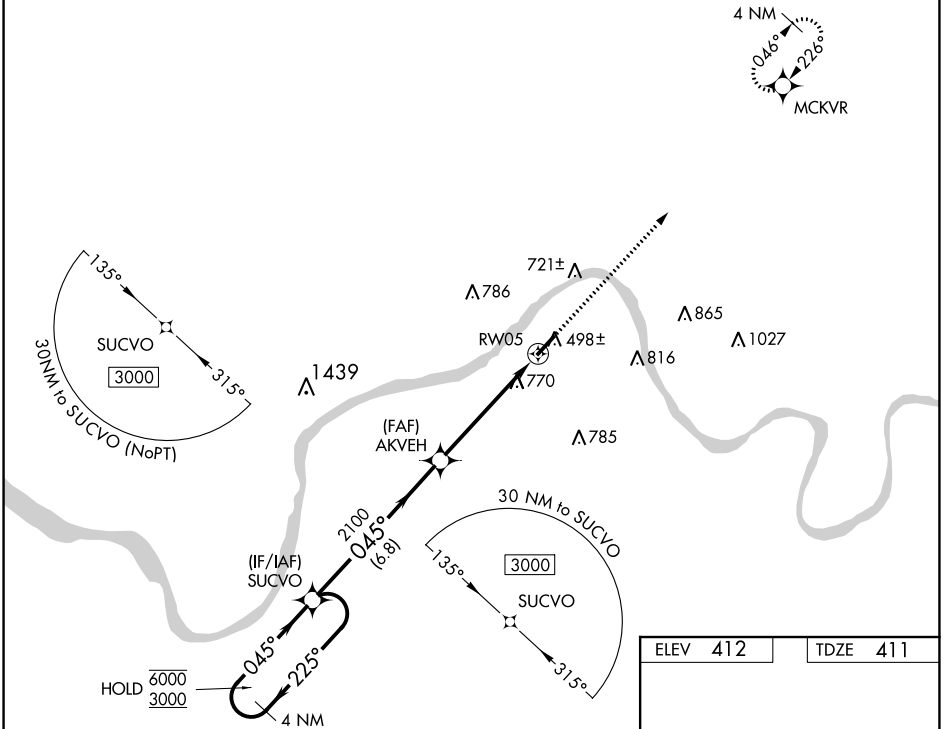 4 NM
046°
226°
MCKVR
721±
786
865
135°
RW05
498±
1027
SUCVO
816
3000
315°
1439
770
30NM to SUCVO (NoPT)
(FAF)
AKVEH
785
30 NM to SUCVO
2100
045°
(6.8)
135°
3000
(IF/IAF)
SUCVO
SUCVO
045°
225°
315°
ELEV 412
TDZE 411
HOLD 6000
3000
4 NM